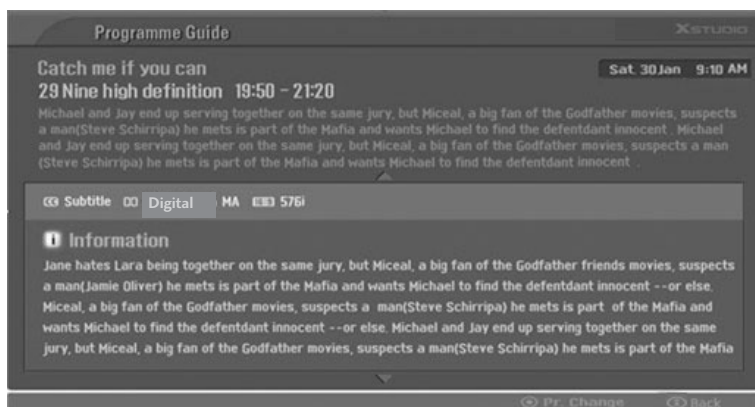 Programme Guide
XSTUDIO
Catch me if you can
Sat. 30 Jan 9:10 AM
29 Nine high definition 19:50 - 21:20
Michael and Jay end up serving together on the same jury, but Miceal, a big fan of the Godfather movies, suspects
a man(Steve Schirripa) he mets is part of the Mafia and wants Michael to find the defentdant innocent . Michael
and Jay end up serving together on the same jury, but Miceal, a big fan of the Godfather movies, suspects a man
(Steve Schirripa) he mets is part of the Mafia and wants Michael to find the defentdant innocent .
Subtitle Digital MA 576i
i Information
Jane hates Lara being together on the same jury, but Miceal, a big fan of the Godfather friends movies, suspects
a man(Jamie Oliver) he mets is part of the Mafia and wants Michael to find the defentdant innocent --or else.
Miceal, a big fan of the Godfather movies, suspects a man(Steve Schirripa) he mets is part of the Mafia and
wants Michael to find the defentdant innocent --or else. Michael and Jay end up serving together on the same
jury, but Miceal, a big fan of the Godfather movies, suspects a man(Steve Schirripa) he mets is part of the Mafia
Pr. Change Back